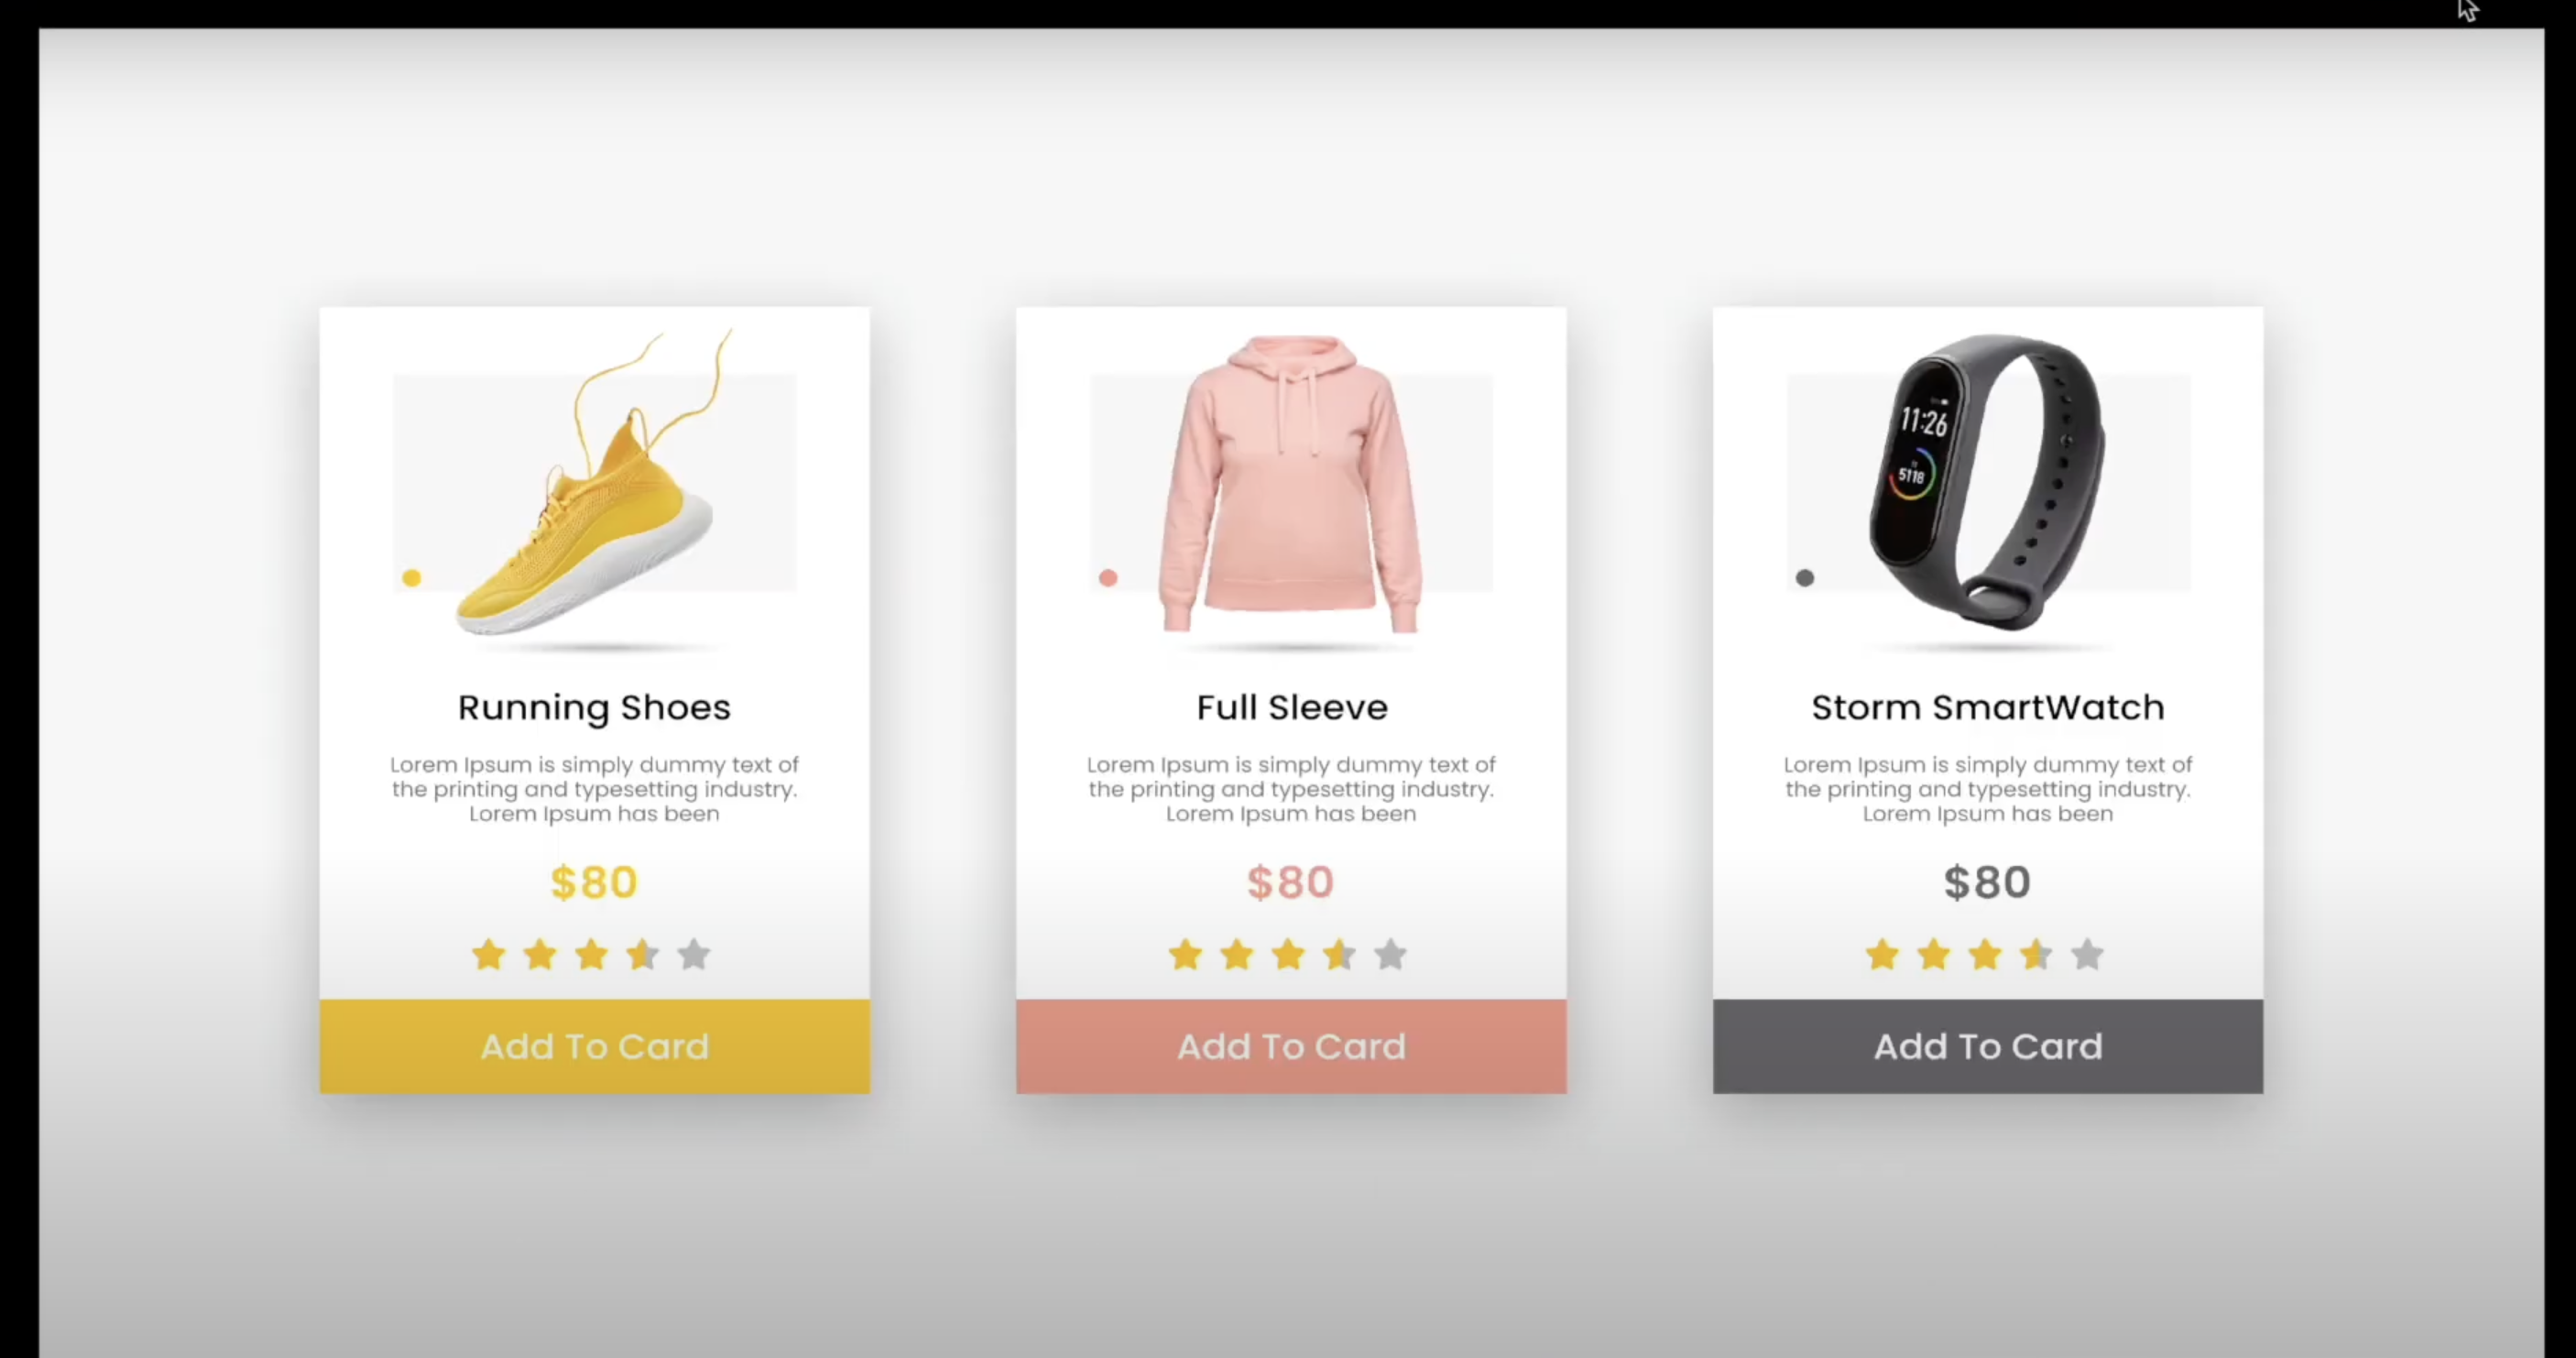 11:26
5118
Running Shoes
Lorem Ipsum is simply dummy text of
the printing and typesetting industry.
Lorem Ipsum has been
$80
Add To Card
Full Sleeve
Lorem Ipsum is simply dummy text of
the printing and typesetting industry.
Lorem Ipsum has been
$80
Add To Card
Storm SmartWatch
Lorem Ipsum is simply dummy text of
the printing and typesetting industry.
Lorem Ipsum has been
$80
Add To Card